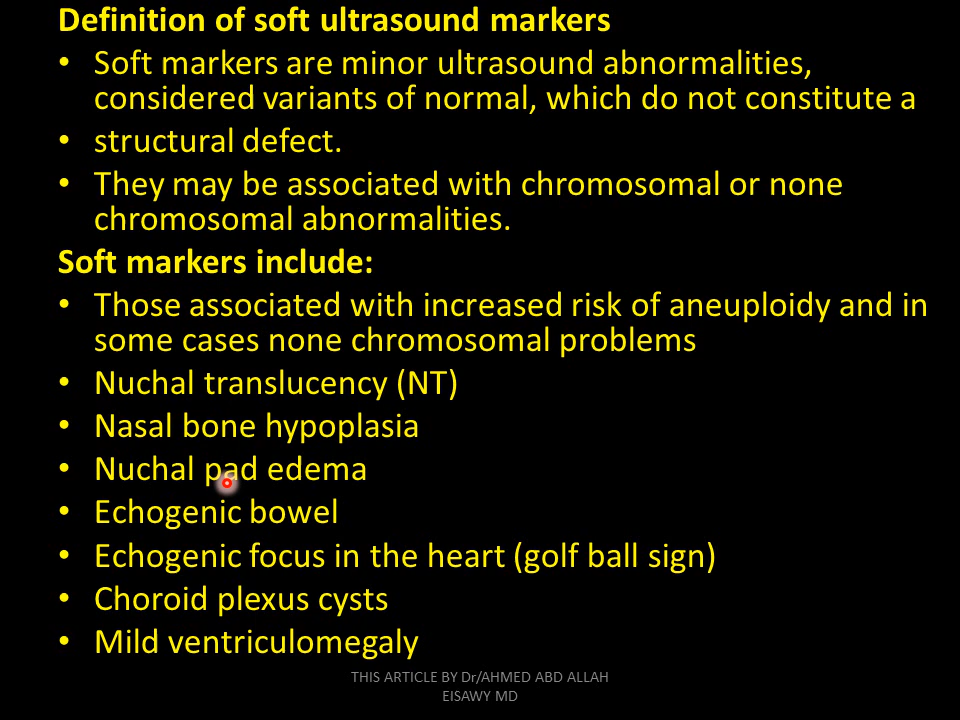 Definition of soft ultrasound markers
• Soft markers are minor ultrasound abnormalities,
considered variants of normal, which do not constitute a
• structural defect.
• They may be associated with chromosomal or none
chromosomal abnormalities.
Soft markers include:
• Those associated with increased risk of aneuploidy and in
some cases none chromosomal problems
• Nuchal translucency (NT)
• Nasal bone hypoplasia
• Nuchal pad edema
• Echogenic bowel
• Echogenic focus in the heart (golf ball sign)
• Choroid plexus cysts
• Mild ventriculomegaly
THIS ARTICLE BY Dr/AHMED ABD ALLAH
EISAWY MD